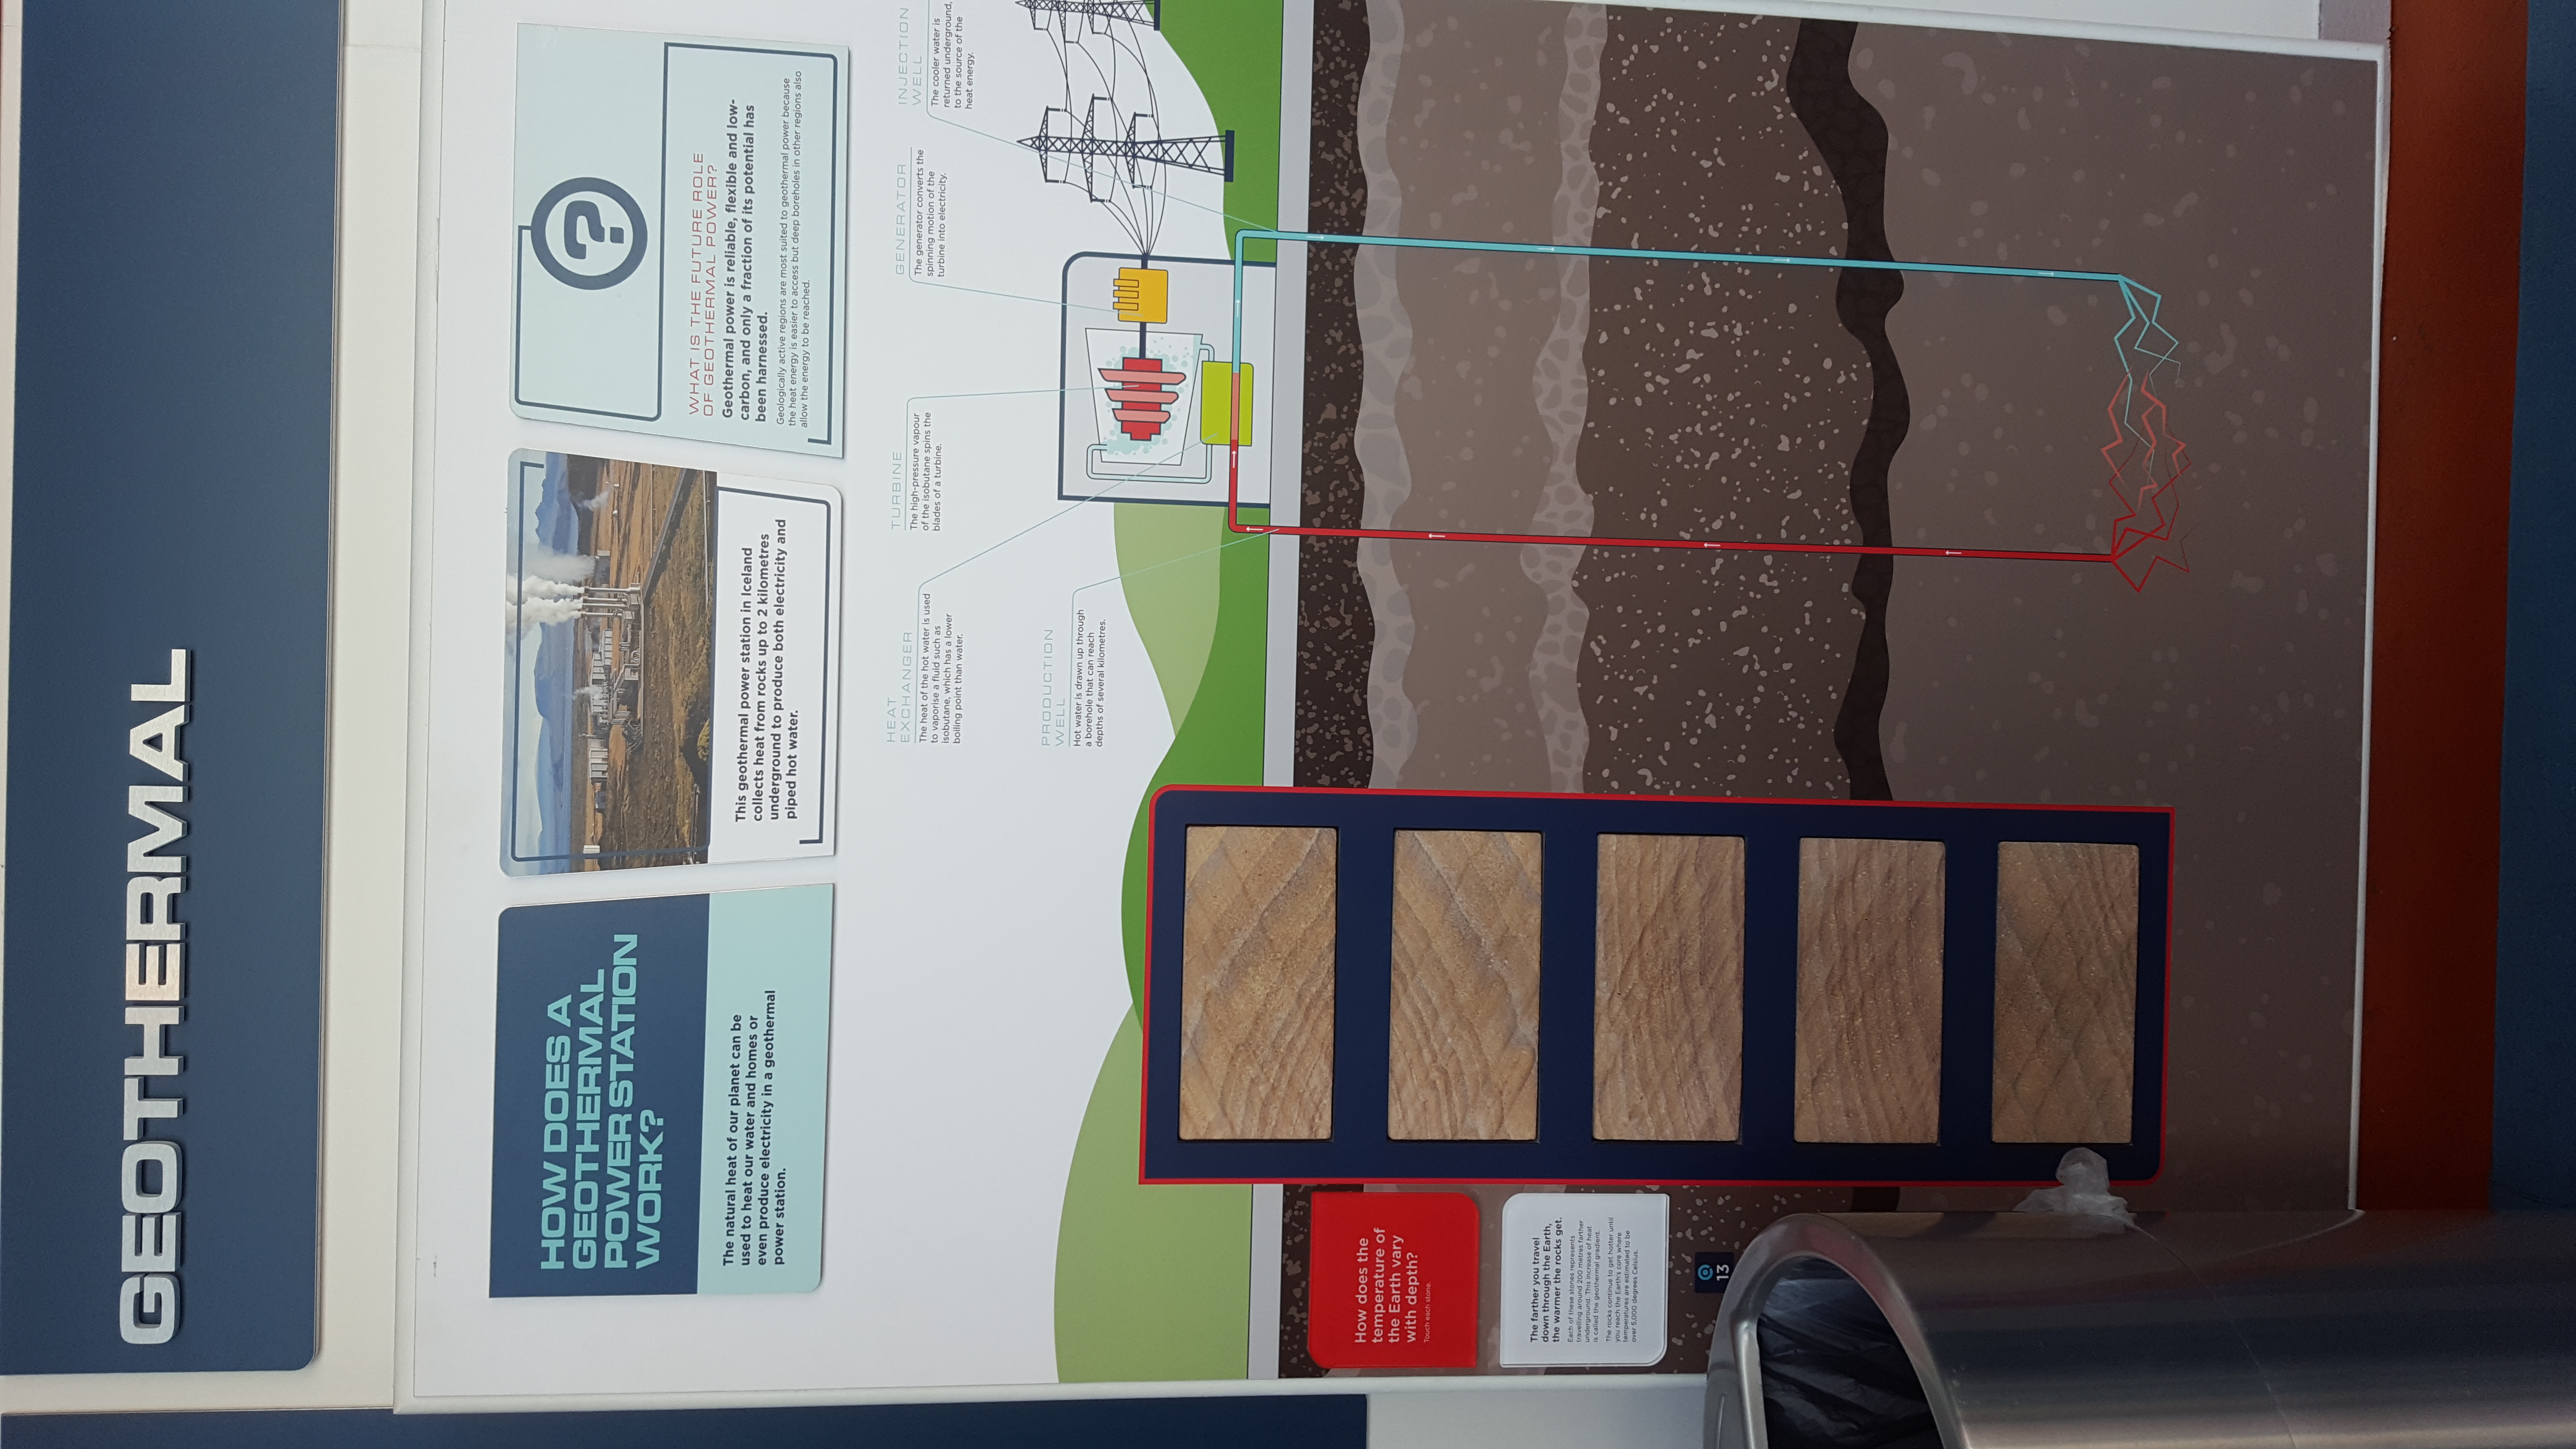 GEOTHERMAL
HOW DOES A
GEOTHERMAL
POWER STATION
WORK?
The natural heat of our planet can be
used to heat our water and homes or
even produce electricity in a geothermal
power station.
This geothermal power station in Iceland
collects heat from rocks up to 2 kilometres
underground to produce both electricity and
piped hot water.
?
WHAT IS THE FUTURE ROLE
OF GEOTHERMAL POWER?
Geothermal power is reliable, flexible and low-
carbon, and only a fraction of its potential has
been harnessed.
Geologically active regions are most suited to geothermal power because
the heat energy is easier to access but deep boreholes in other regions also
allow the energy to be reached.
HEAT
EXCHANGER
The heat of the hot water is used
to vaporise a fluid such as
isobutane, which has a lower
boiling point than water.
TURBINE
The high-pressure vapour
of the isobutane spins the
blades of a turbine.
GENERATOR
The generator converts the
spinning motion of the
turbine into electricity.
INJECTION
WELL
The cooler water is
returned underground,
to the source of the
heat energy.
PRODUCTION
WELL
Hot water is drawn up through
a borehole that can reach
depths of several kilometres.
How does the
temperature of
the Earth vary
with depth?
Touch each stone.
The farther you travel
down through the Earth,
the warmer the rocks get.
Each of these stones represents
travelling around 200 metres farther
underground. This increase of heat
is called the geothermal gradient.
The rocks continue to get hotter until
you reach the Earth's core where
temperatures are estimated to be
over 5,000 degrees Celsius.
13